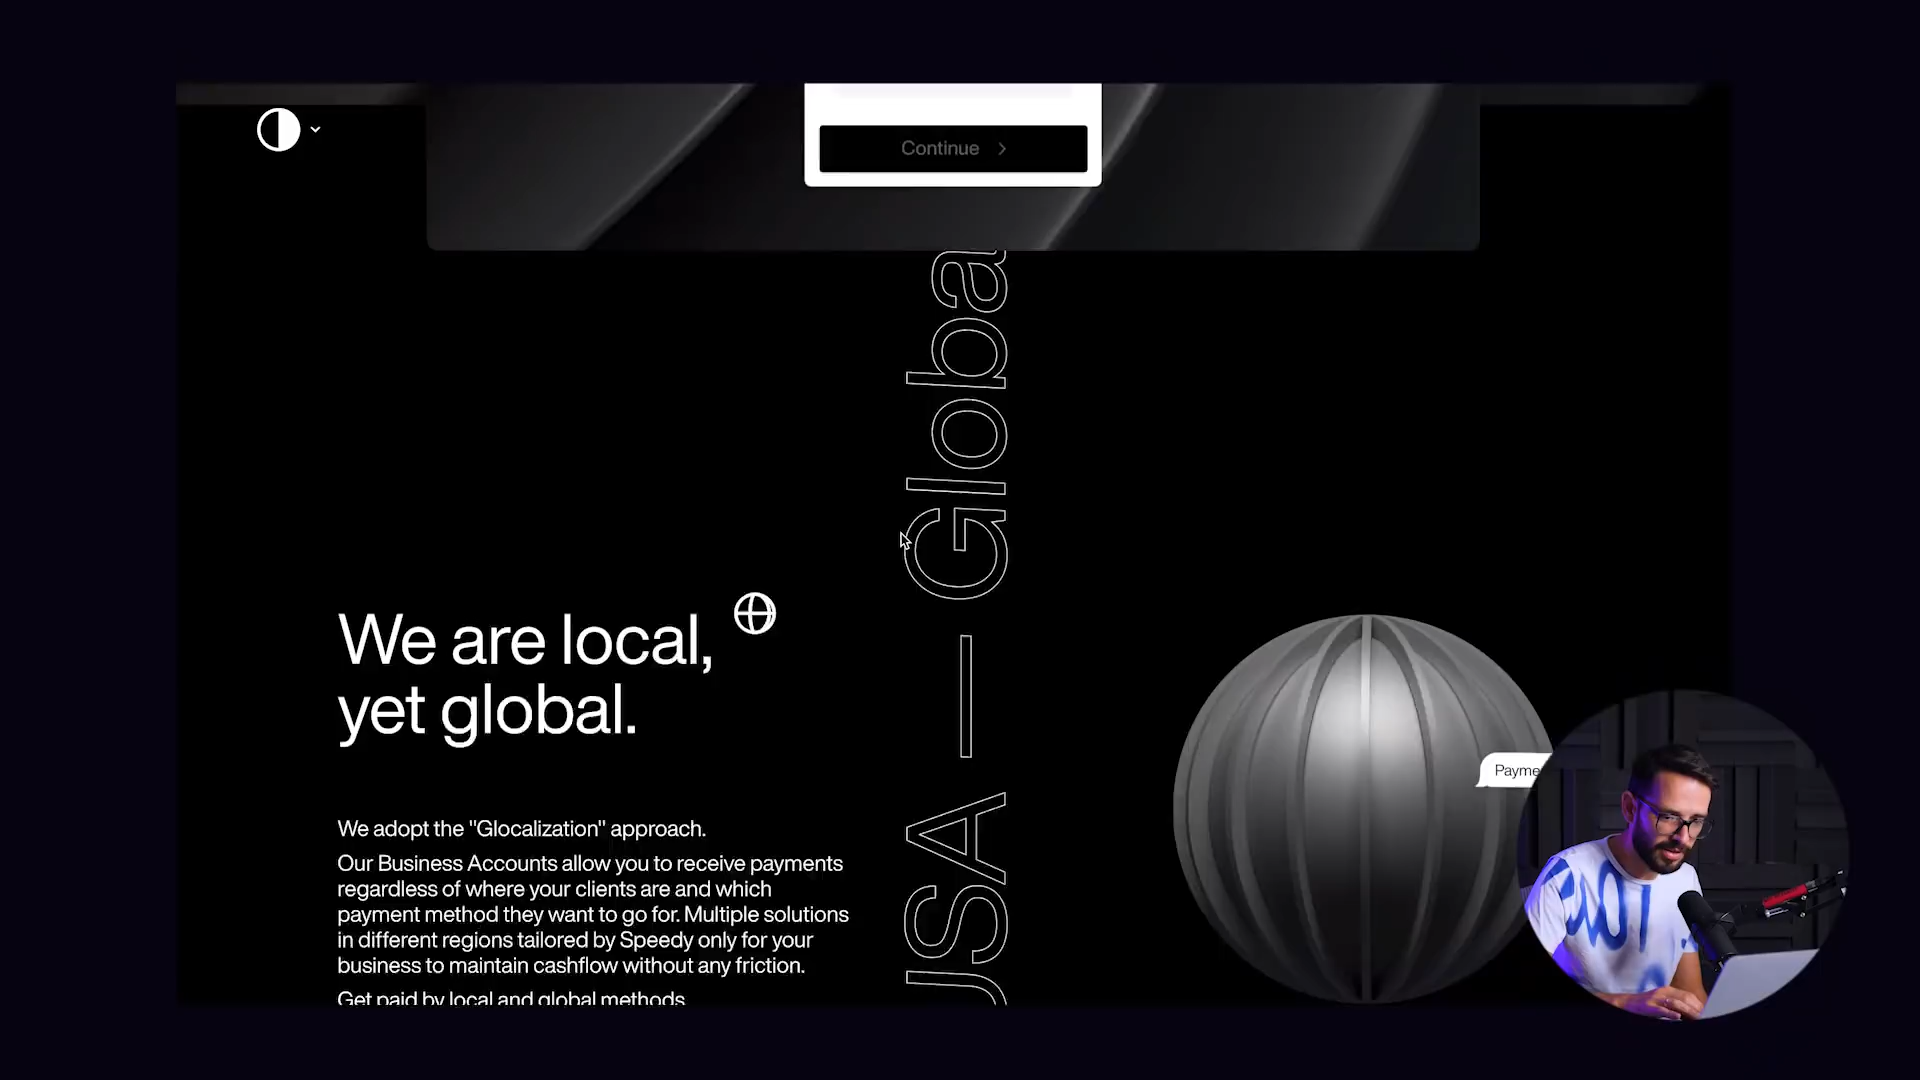 Continue
We are local,
yet global.
We adopt the "Glocalization" approach.
Our Business Accounts allow you to receive payments
regardless of where your clients are and which
payment method they want to go for. Multiple solutions
in different regions tailored by Speedy only for your
business to maintain cashflow without any friction.
Get paid by local and global methods
USA — Globa
Payme